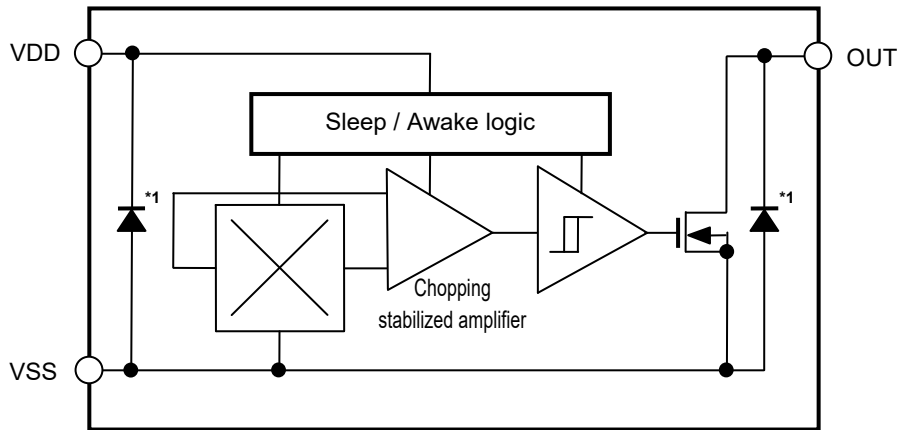 VDD
OUT
Sleep / Awake logic
*1
*1
Chopping
stabilized amplifier
VSS